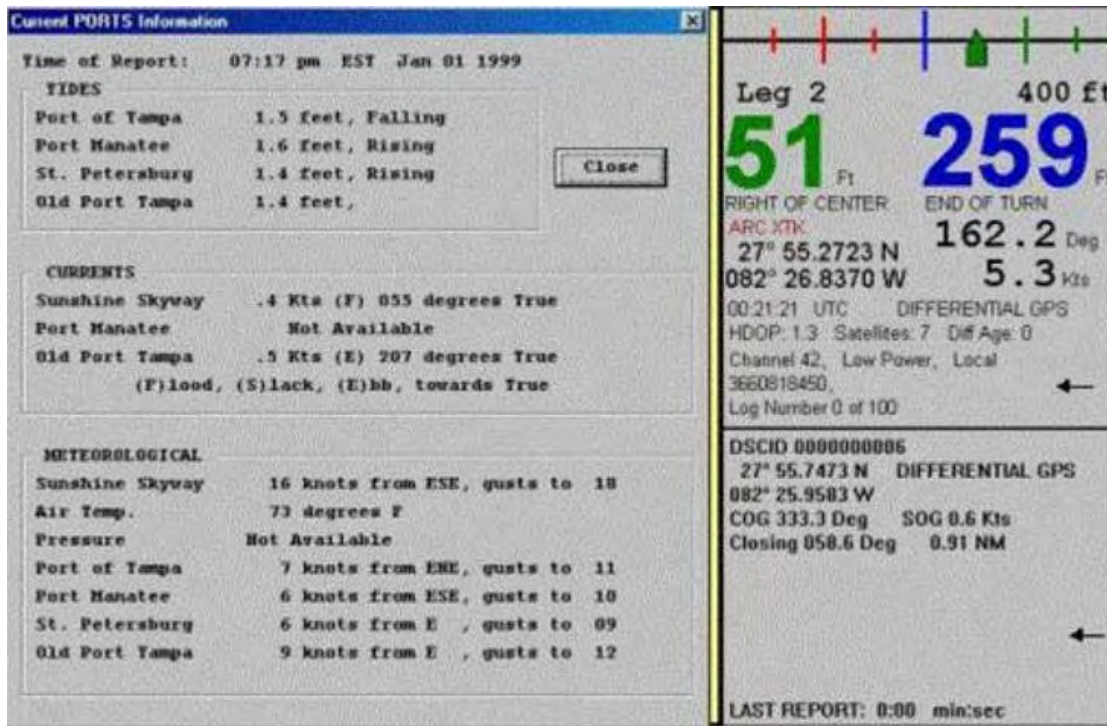 Current PORTS Information
Time of Report: 07:17 pm EST Jan 01 1999
TIDES
Port of Tampa 1.5 feet, Falling
Port Manatee 1.6 feet, Rising
St. Petersburg 1.4 feet, Rising
Old Port Tampa 1.4 feet,
Close
CURRENTS
Sunshine Skyway .4 Kts (F) 055 degrees True
Port Manatee Not Available
Old Port Tampa .5 Kts (E) 207 degrees True
(F)lood, (S)lack, (E)bb, towards True
METEOROLOGICAL
Sunshine Skyway 16 knots from ESE, gusts to 18
Air Temp. 73 degrees F
Pressure Not Available
Port of Tampa 7 knots from ENE, gusts to 11
Port Manatee 6 knots from ESE, gusts to 10
St. Petersburg 6 knots from E , gusts to 09
Old Port Tampa 9 knots from E , gusts to 12
Leg 2 400 ft
51 Ft 259 Ft
RIGHT OF CENTER END OF TURN
ARC XTK
162.2 Deg
27° 55.2723 N
082° 26.8370 W 5.3 Kts
00:21:21 UTC DIFFERENTIAL GPS
HDOP: 1.3 Satellites: 7 Diff Age: 0
Channel 42, Low Power, Local
3660818450,
Log Number 0 of 100
DSCID 0000000006
27° 55.7473 N DIFFERENTIAL GPS
082° 25.9583 W
COG 333.3 Deg SOG 0.6 Kts
Closing 058.6 Deg 0.91 NM
LAST REPORT: 0:00 min:sec